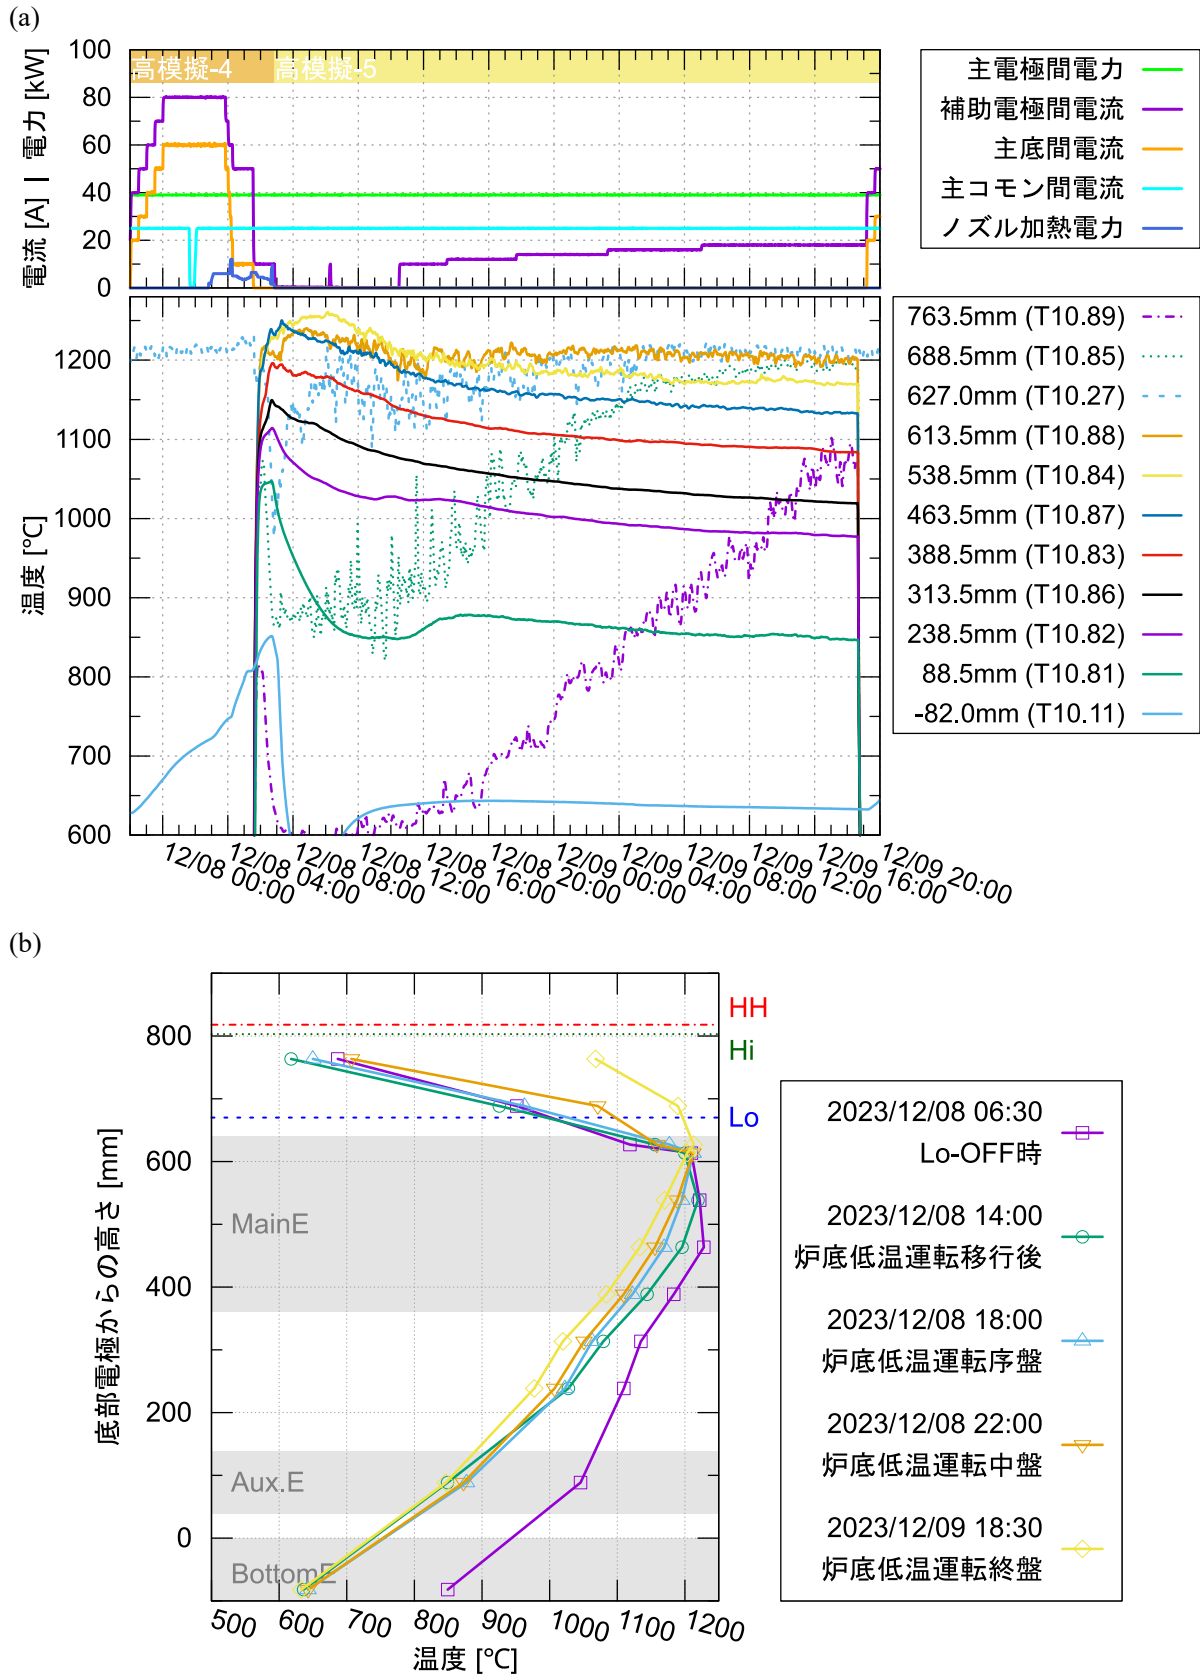 (a)
100
80
60
40
20
0
電流 [A] | 電力 [kW]
高模擬-4
高模擬-5
主電極間電力
補助電極間電流
主底間電流
主コモン間電流
ノズル加熱電力
1200
1100
1000
900
800
700
600
温度 [℃]
763.5mm (T10.89)
688.5mm (T10.85)
627.0mm (T10.27)
613.5mm (T10.88)
538.5mm (T10.84)
463.5mm (T10.87)
388.5mm (T10.83)
313.5mm (T10.86)
238.5mm (T10.82)
88.5mm (T10.81)
-82.0mm (T10.11)
12/08 00:00
12/08 04:00
12/08 08:00
12/08 12:00
12/08 16:00
12/08 20:00
12/09 00:00
12/09 04:00
12/09 08:00
12/09 12:00
12/09 16:00
12/09 20:00
(b)
HH
Hi
Lo
800
600
400
200
0
底部電極からの高さ [mm]
MainE
Aux.E
BottomE
500
600
700
800
900
1000
1100
1200
温度 [℃]
2023/12/08 06:30
Lo-OFF時
2023/12/08 14:00
炉底低温運転移行後
2023/12/08 18:00
炉底低温運転序盤
2023/12/08 22:00
炉底低温運転中盤
2023/12/09 18:30
炉底低温運転終盤